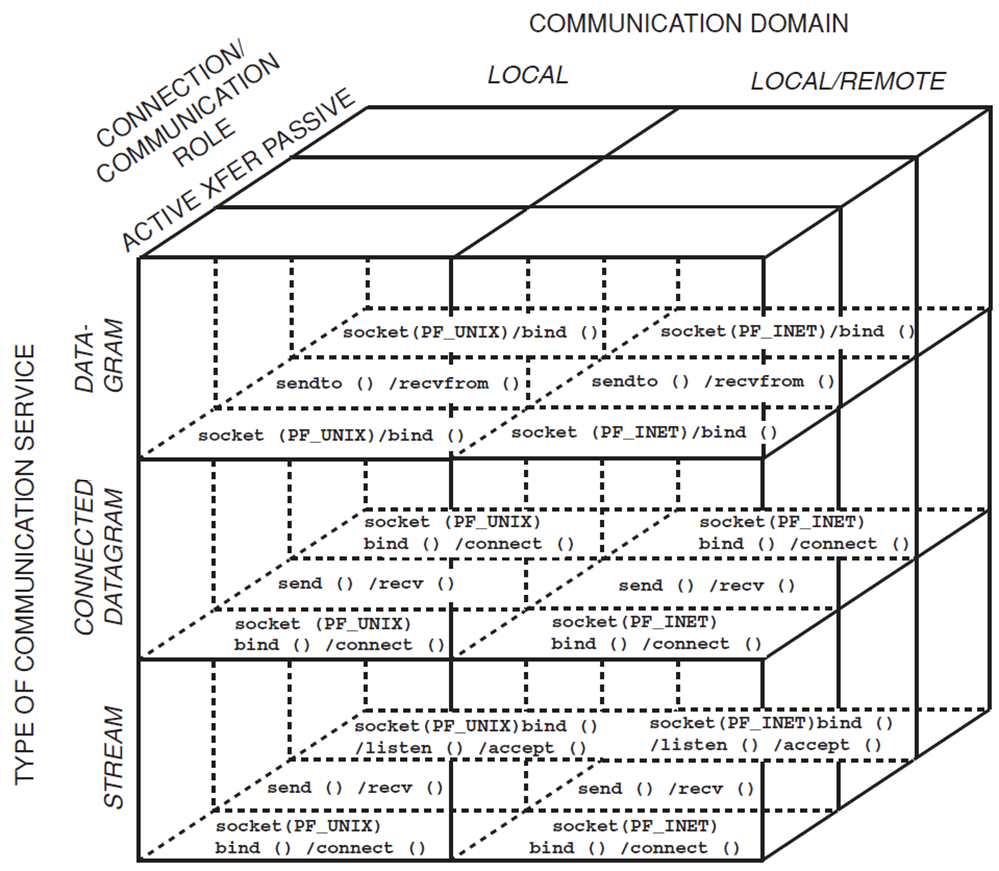 COMMUNICATION DOMAIN
CONNECTION/
COMMUNICATION
ROLE
LOCAL
LOCAL/REMOTE
ACTIVE XFER PASSIVE
TYPE OF COMMUNICATION SERVICE
DATA-
GRAM
socket(PF_UNIX)/bind ()
socket(PF_INET)/bind ()
sendto () /recvfrom ()
sendto () /recvfrom ()
socket (PF_UNIX)/bind ()
socket (PF_INET)/bind ()
CONNECTED
DATAGRAM
socket (PF_UNIX)
bind () /connect ()
socket(PF_INET)
bind () /connect ()
send () /recv ()
send () /recv ()
socket (PF_UNIX)
bind () /connect ()
socket(PF_INET)
bind () /connect ()
STREAM
socket(PF_UNIX)bind ()
/listen () /accept ()
socket(PF_INET)bind ()
/listen () /accept ()
send () /recv ()
send () /recv ()
socket(PF_UNIX)
bind () /connect ()
socket(PF_INET)
bind () /connect ()